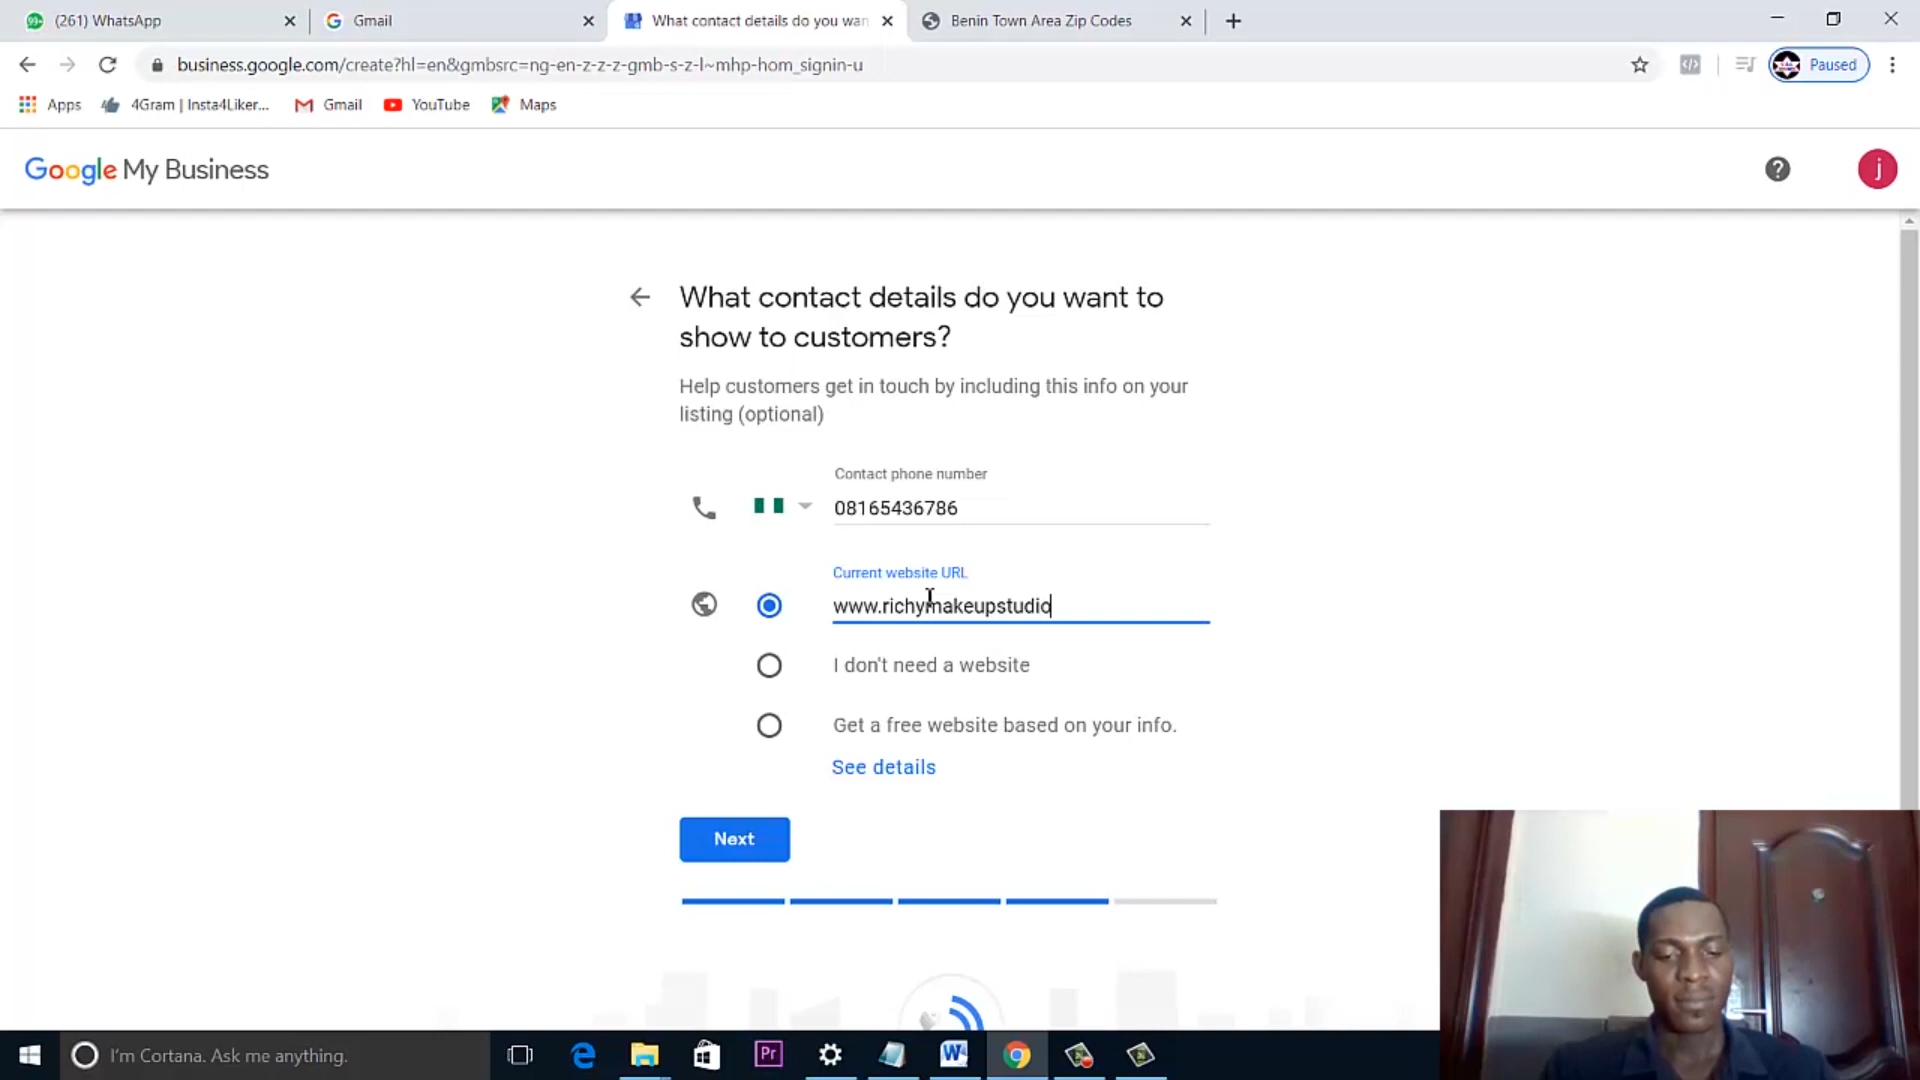 (261) WhatsApp
Gmail
What contact details do you wan
Benin Town Area Zip Codes
business.google.com/create?hl=en&gmbsrc=ng-en-z-z-z-gmb-s-z-l~mhp-hom_signin-u
Paused
Apps
4Gram | Insta4Liker...
Gmail
YouTube
Maps
Google My Business
j
What contact details do you want to
show to customers?
Help customers get in touch by including this info on your
listing (optional)
Contact phone number
08165436786
Current website URL
www.richymakeupstudio
I don't need a website
Get a free website based on your info.
See details
Next
I'm Cortana. Ask me anything.
Pr